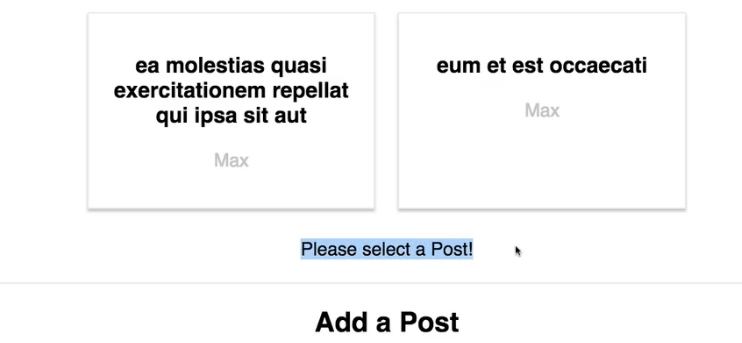 ea molestias quasi
exercitationem repellat
qui ipsa sit aut
Max
eum et est occaecati
Max
Please select a Post!
Add a Post